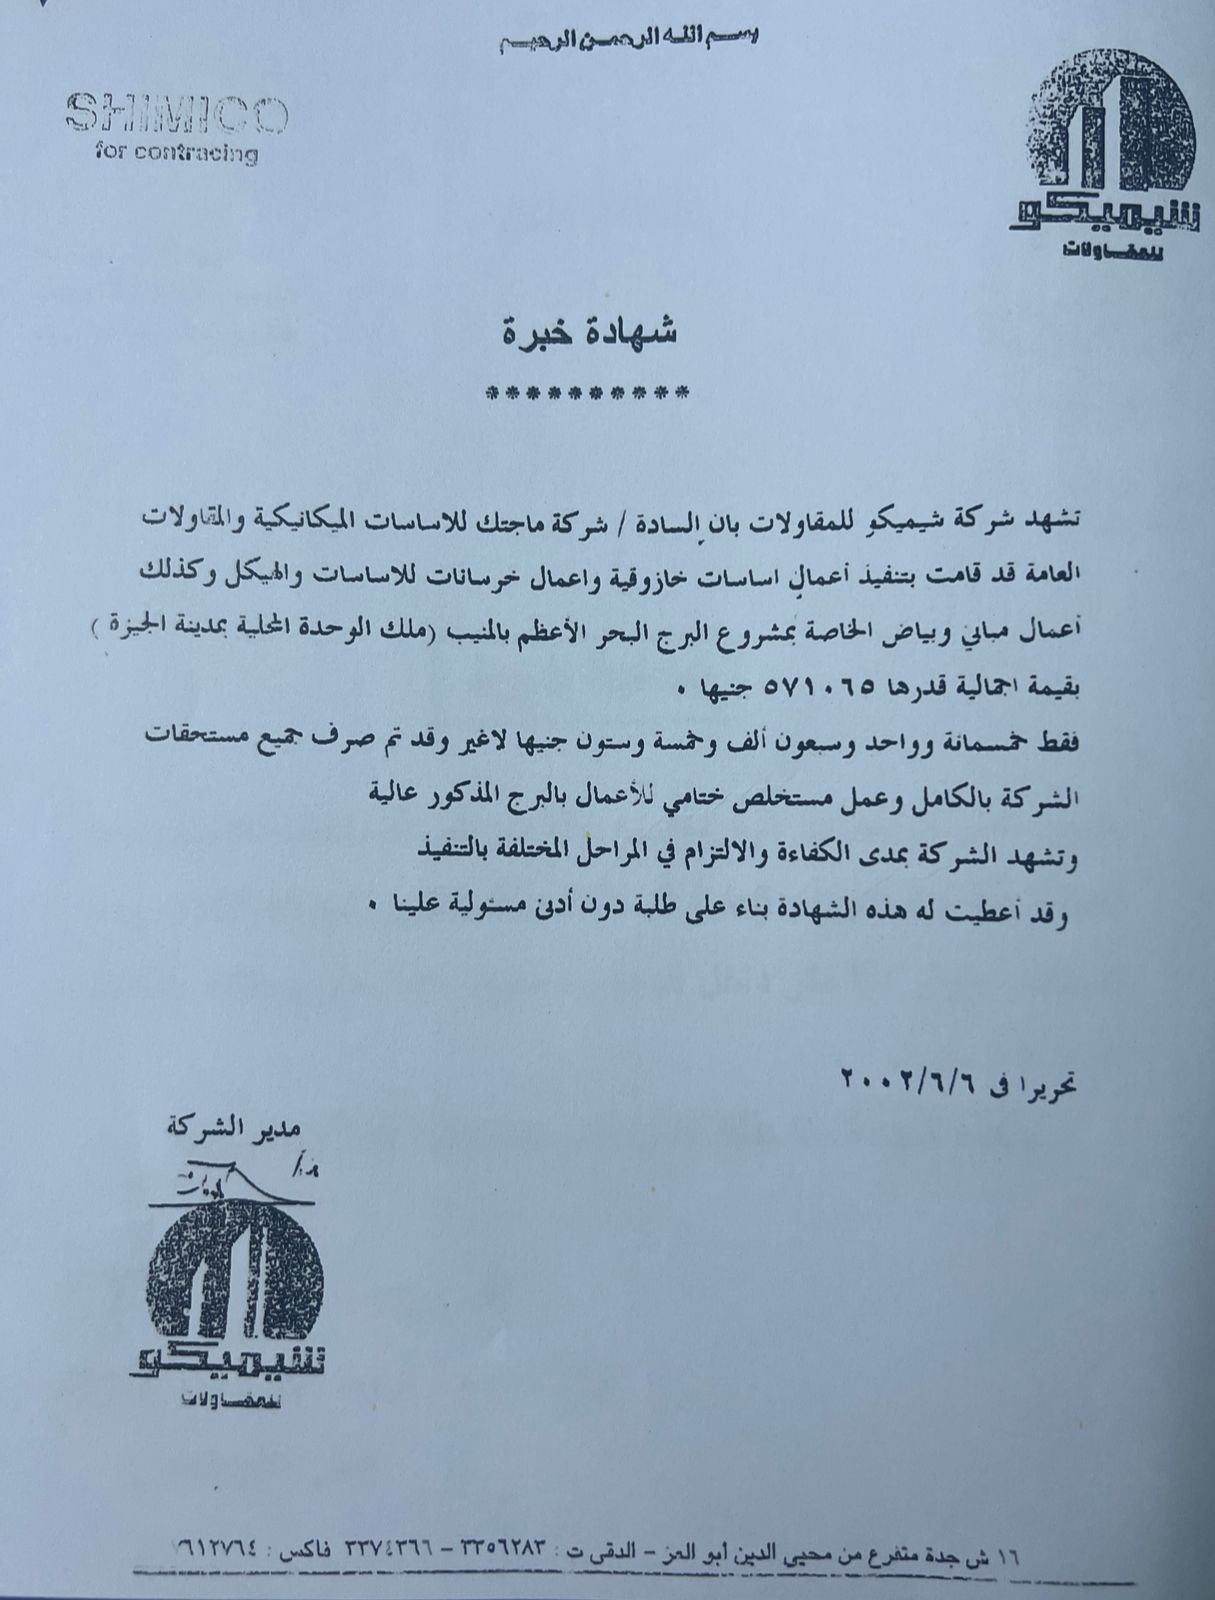 بسم الله الرحمن الرحيم
SHIMICO
for contracing
شيميكو
للمقاولات
شهادة خبرة
**********
تشهد شركة شيميكو للمقاولات بان السادة / شركة ماجتك للاساسات الميكانيكية والمقاولات
العامة قد قامت بتنفيذ أعمال اساسات خازوقية واعمال خرسانات للاساسات والهيكل وكذلك
أعمال مباني وبياض الخاصة بمشروع البرج البحر الأعظم بالمنيب (ملك الوحدة المحلية بمدينة الجيزة )
بقيمة اجمالية قدرها ٥٧١٠٦٥ جنيها .
فقط خمسمائة وواحد وسبعون ألف وخمسة وستون جنيها لاغير وقد تم صرف جميع مستحقات
الشركة بالكامل وعمل مستخلص ختامي للأعمال بالبرج المذكور عالية
وتشهد الشركة بمدى الكفاءة والالتزام في المراحل المختلفة بالتنفيذ
وقد أعطيت له هذه الشهادة بناء على طلبة دون أدنى مسئولية علينا .
تحريرا فى ٢٠٠٢/٦/٦
مدير الشركة
شيميكو
للمقاولات
١٦ ش جدة متفرع من محيي الدين أبو العز - الدقى ت : ٣٣٥٦٢٨٣ - ٣٣٧٤٣٦٦ فاكس :